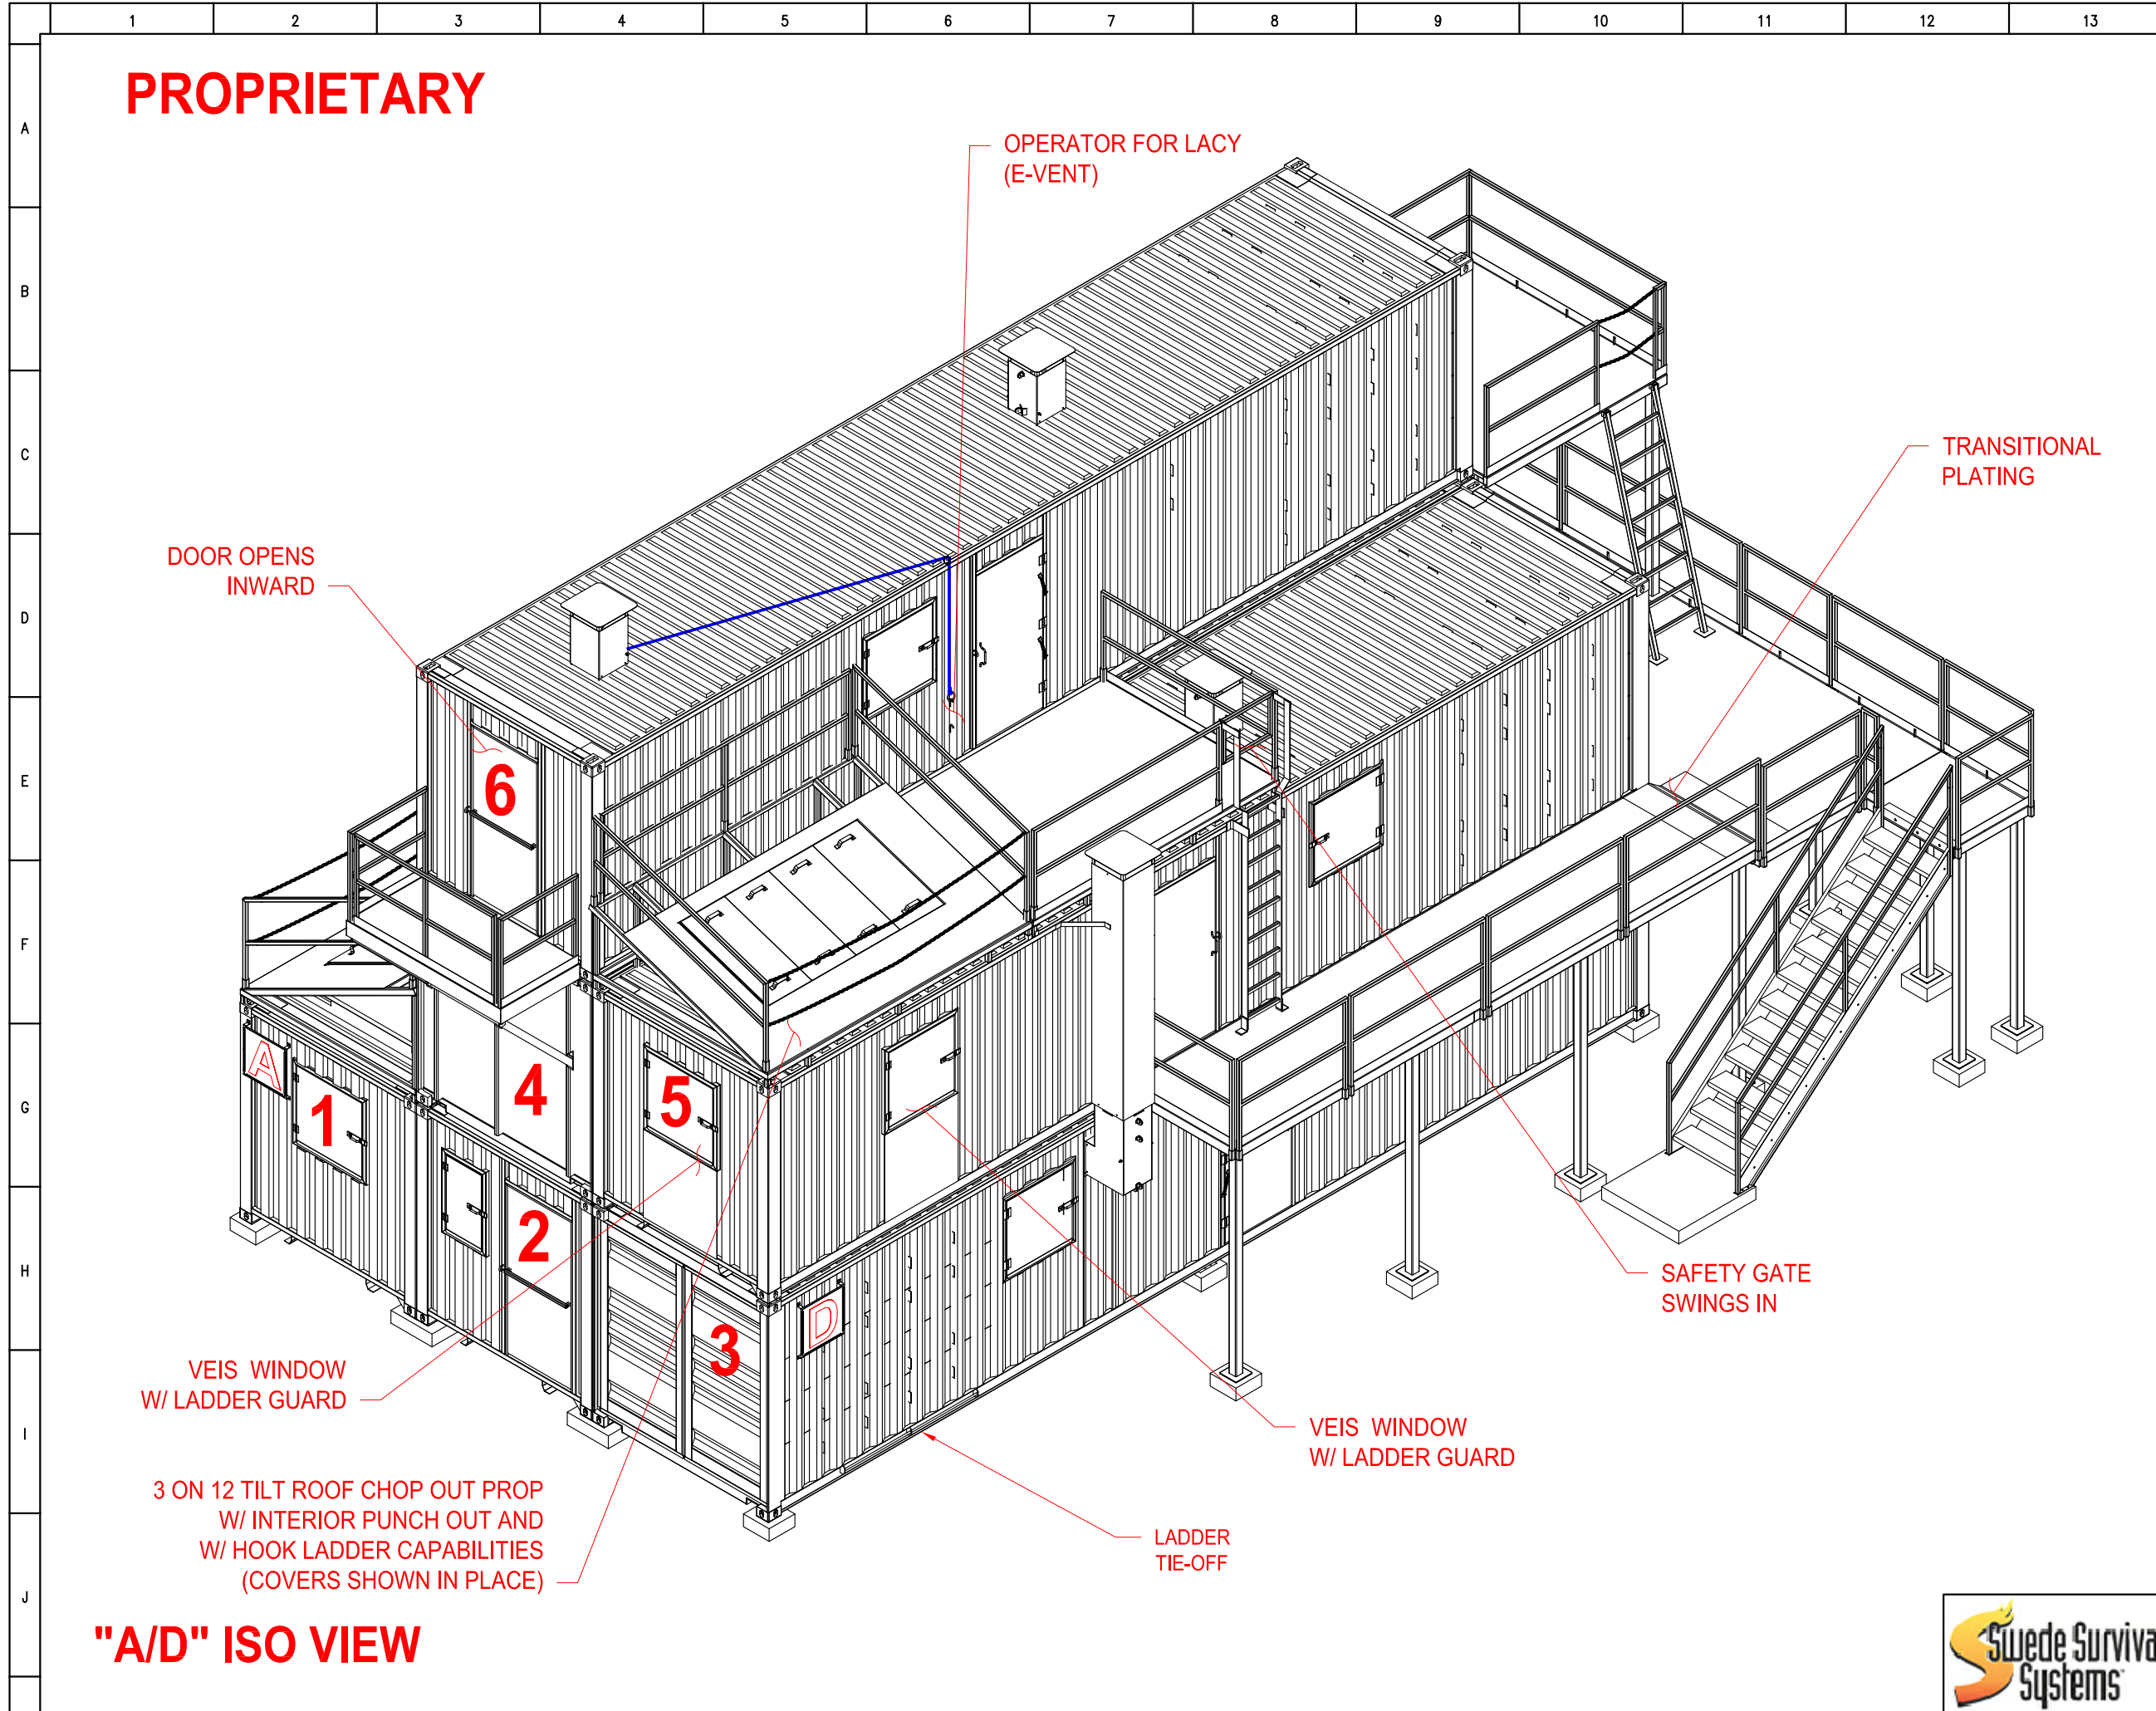 1 2 3 4 5 6 7 8 9 10 11 12 13
PROPRIETARY
A
OPERATOR FOR LACY
(E-VENT)
B
C
TRANSITIONAL
PLATING
DOOR OPENS
INWARD
D
E
6
F
A
1
4
5
G
2
H
SAFETY GATE
SWINGS IN
3
D
VEIS WINDOW
W/ LADDER GUARD
I
VEIS WINDOW
W/ LADDER GUARD
3 ON 12 TILT ROOF CHOP OUT PROP
W/ INTERIOR PUNCH OUT AND
W/ HOOK LADDER CAPABILITIES
(COVERS SHOWN IN PLACE)
LADDER
TIE-OFF
J
"A/D" ISO VIEW
Swede Surviva
Systems